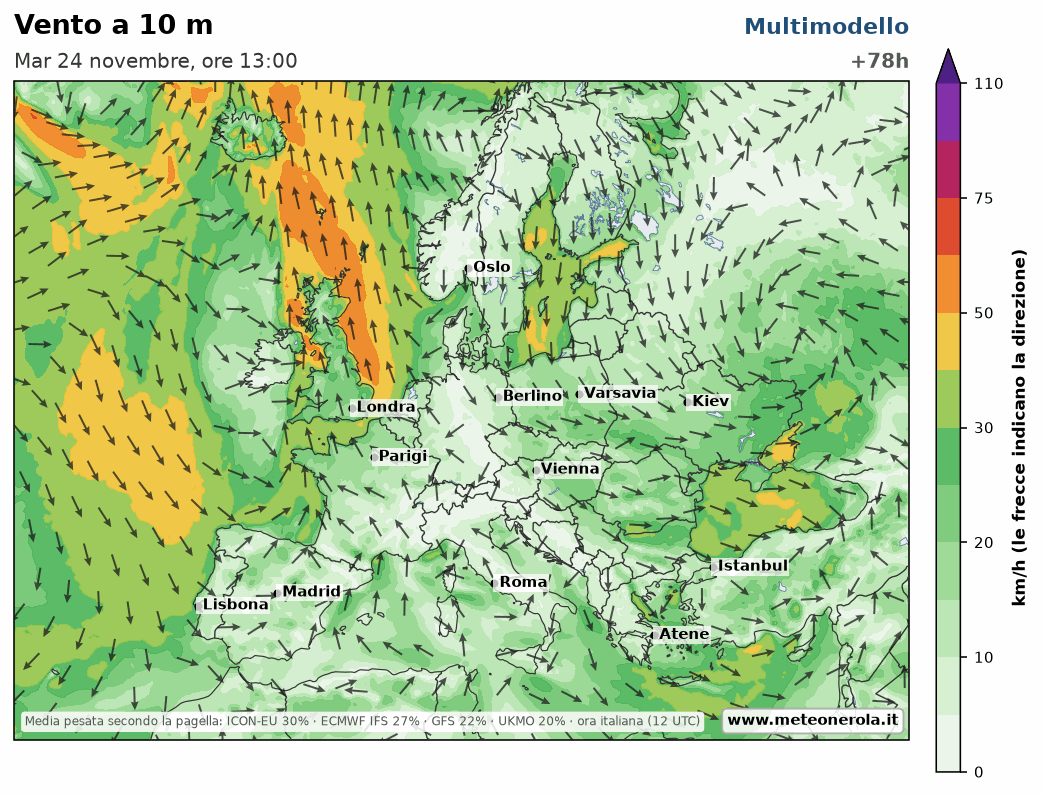 Vento a 10 m
Multimodello
Mar 24 novembre, ore 13:00
+78h
110
75
50
30
20
10
0
km/h (le frecce indicano la direzione)
Oslo
Londra
Berlino
Varsavia
Kiev
Parigi
Vienna
Istanbul
Roma
Madrid
Lisbona
Atene
Media pesata secondo la pagella: ICON-EU 30% · ECMWF IFS 27% · GFS 22% · UKMO 20% · ora italiana (12 UTC)
www.meteonerola.it